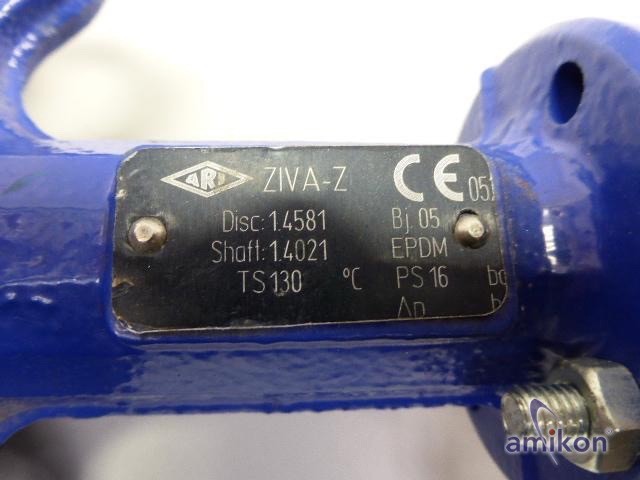 ARI ZIVA-Z CE 05
Disc: 1.4581 Bj. 05
Shaft: 1.4021 EPDM
TS 130 °C PS 16
Δp
amikon®